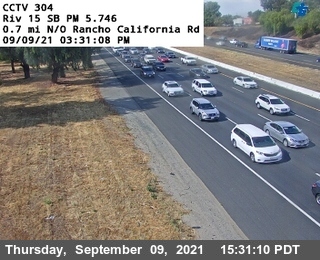 CCTV 304
Riv 15 SB PM 5.746
0.7 mi N/O Rancho California Rd
09/09/21 03:31:08 PM
Thursday, September 09, 2021 15:31:10 PDT